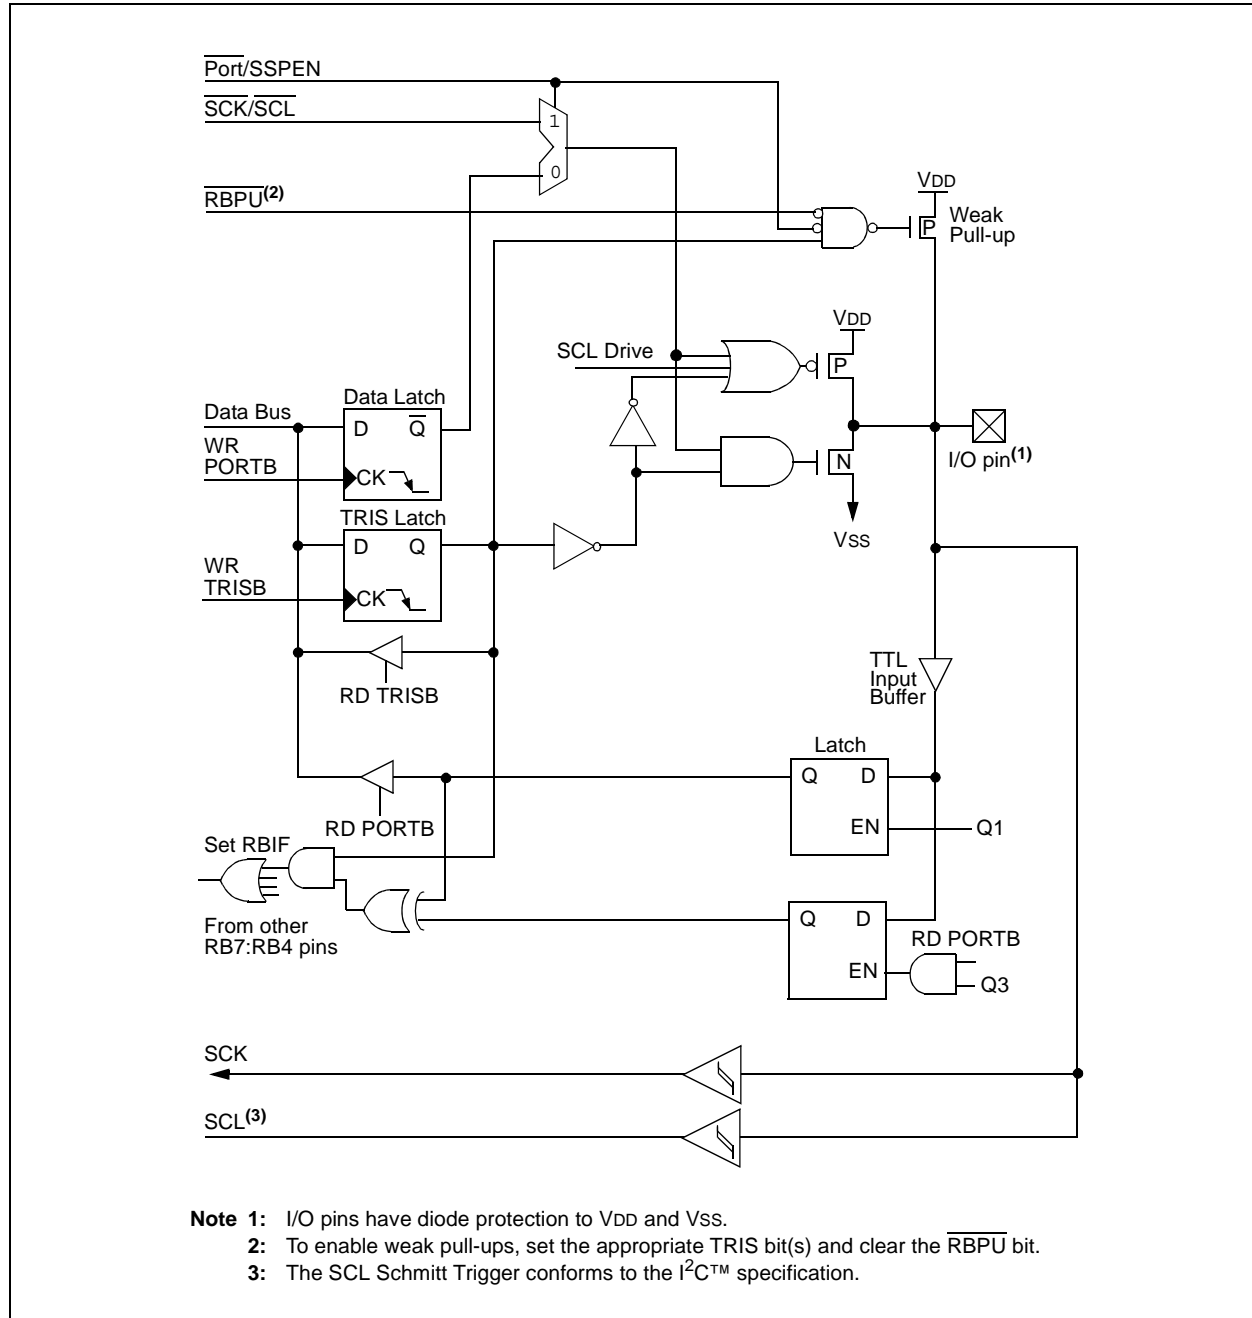 Port/SSPEN
SCK/SCL
1
0
RBPU(2)
VDD
P
Weak
Pull-up
VDD
SCL Drive
P
Data Latch
Data Bus
D Q
WR
PORTB
CK
N
I/O pin(1)
VSS
TRIS Latch
D Q
WR
TRISB
CK
TTL
Input
Buffer
RD TRISB
Latch
Q D
EN
Q1
RD PORTB
Set RBIF
From other
RB7:RB4 pins
Q D
EN
RD PORTB
Q3
SCK
SCL(3)
Note 1: I/O pins have diode protection to VDD and VSS.
2: To enable weak pull-ups, set the appropriate TRIS bit(s) and clear the RBPU bit.
3: The SCL Schmitt Trigger conforms to the I2C™ specification.